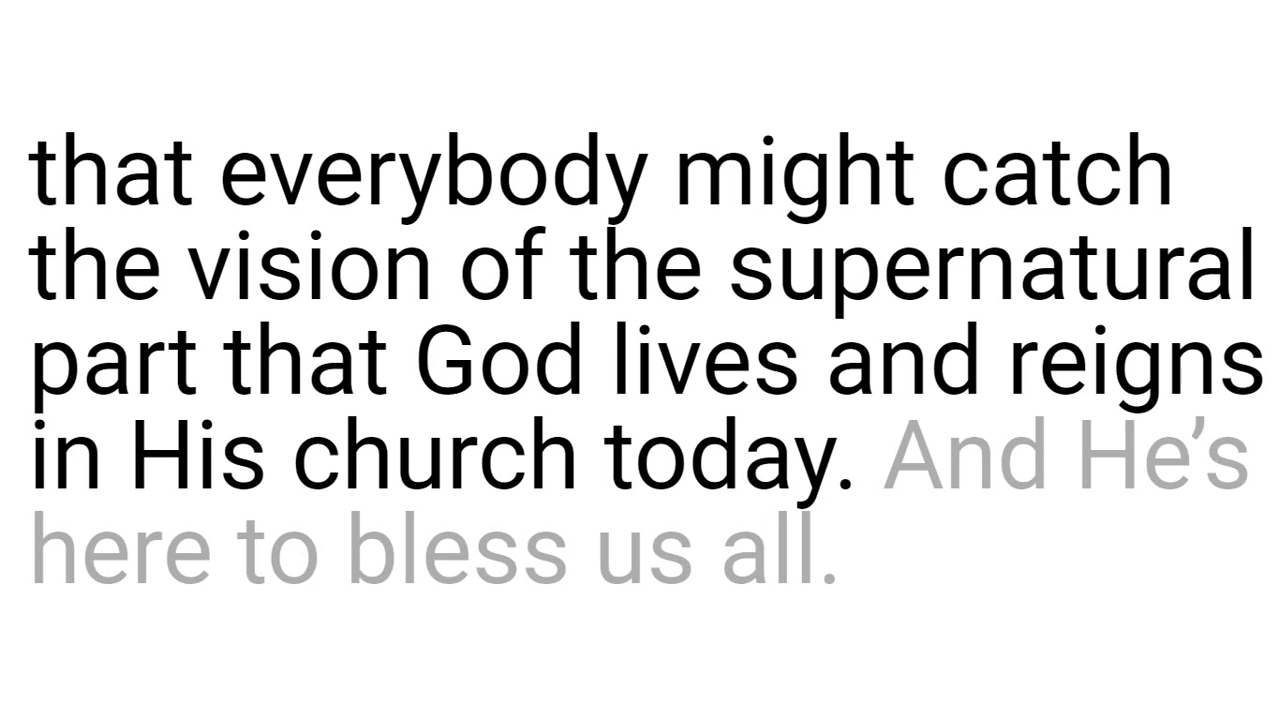 that everybody might catch
the vision of the supernatural
part that God lives and reigns
in His church today. And He’s
here to bless us all.